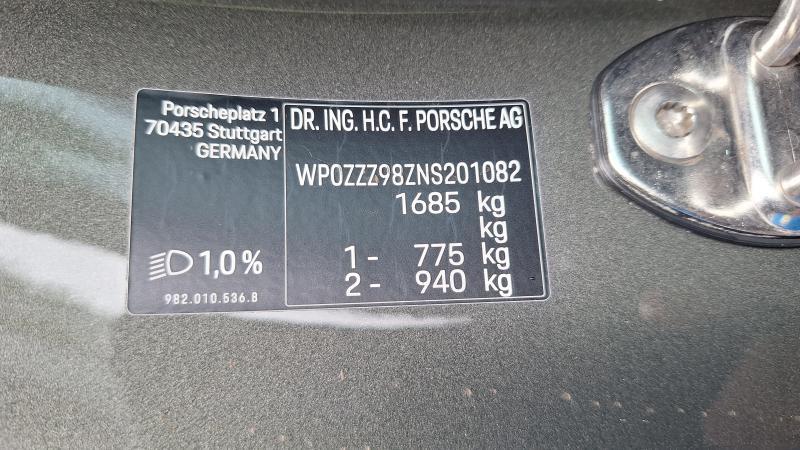 Porscheplatz 1
70435 Stuttgart
GERMANY
1,0 %
982.010.536.B
DR. ING. H.C. F. PORSCHE AG
WP0ZZZ98ZNS201082
1685 kg
kg
1 - 775 kg
2 - 940 kg